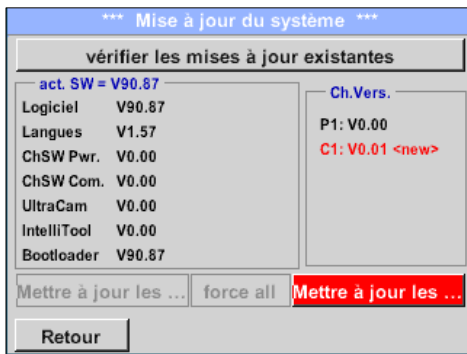 *** Mise à jour du système ***
vérifier les mises à jour existantes
act. SW = V90.87
Logiciel V90.87
Langues V1.57
ChSW Pwr. V0.00
ChSW Com. V0.00
UltraCam V0.00
IntelliTool V0.00
Bootloader V90.87
Ch.Vers.
P1: V0.00
C1: V0.01 <new>
Mettre à jour les ... force all Mettre à jour les ...
Retour